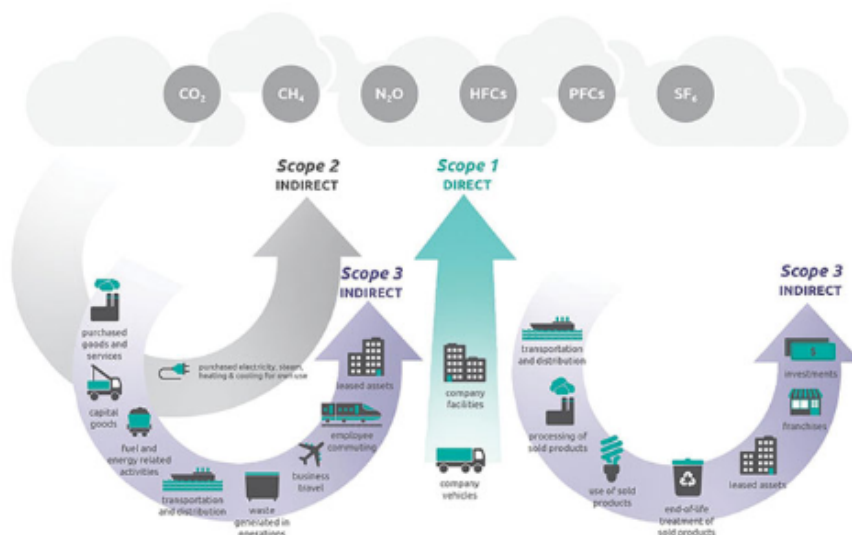 CO₂
CH₄
N₂O
HFCs
PFCs
SF₆
Scope 2
INDIRECT
Scope 1
DIRECT
Scope 3
INDIRECT
Scope 3
INDIRECT
purchased
goods and
services
capital
goods
fuel and
energy related
activities
transportation
and distribution
waste
generated in
operations
business
travel
employee
commuting
leased assets
purchased electricity, steam,
heating & cooling for own use
company
facilities
company
vehicles
transportation
and distribution
processing of
sold products
use of sold
products
end-of-life
treatment of
sold products
leased assets
franchises
investments
$